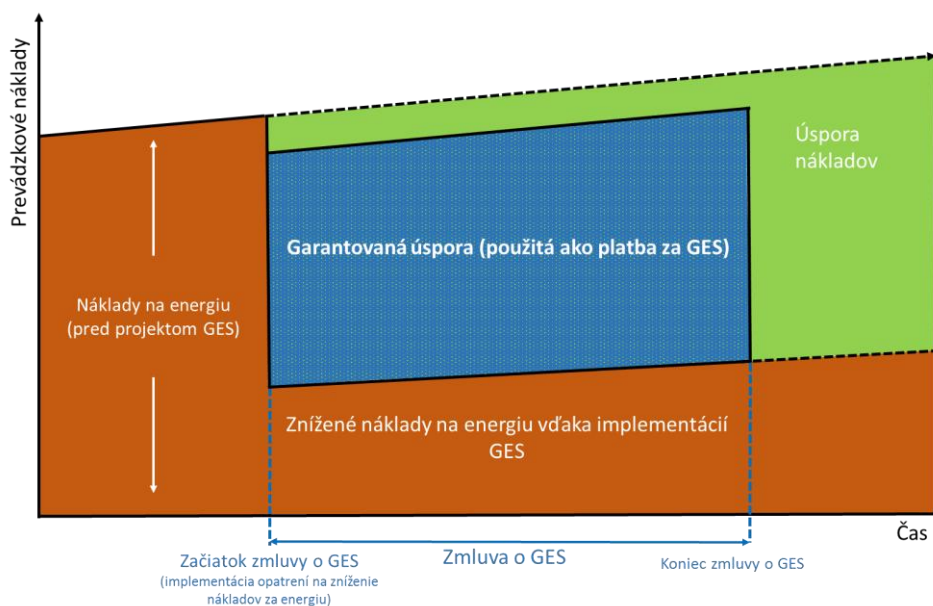 Prevádzkové náklady
Úspora
nákladov
Garantovaná úspora (použitá ako platba za GES)
Náklady na energiu
(pred projektom GES)
Znížené náklady na energiu vďaka implementácií
GES
Čas
Začiatok zmluvy o GES
(implementácia opatrení na zníženie
nákladov za energiu)
Zmluva o GES
Koniec zmluvy o GES